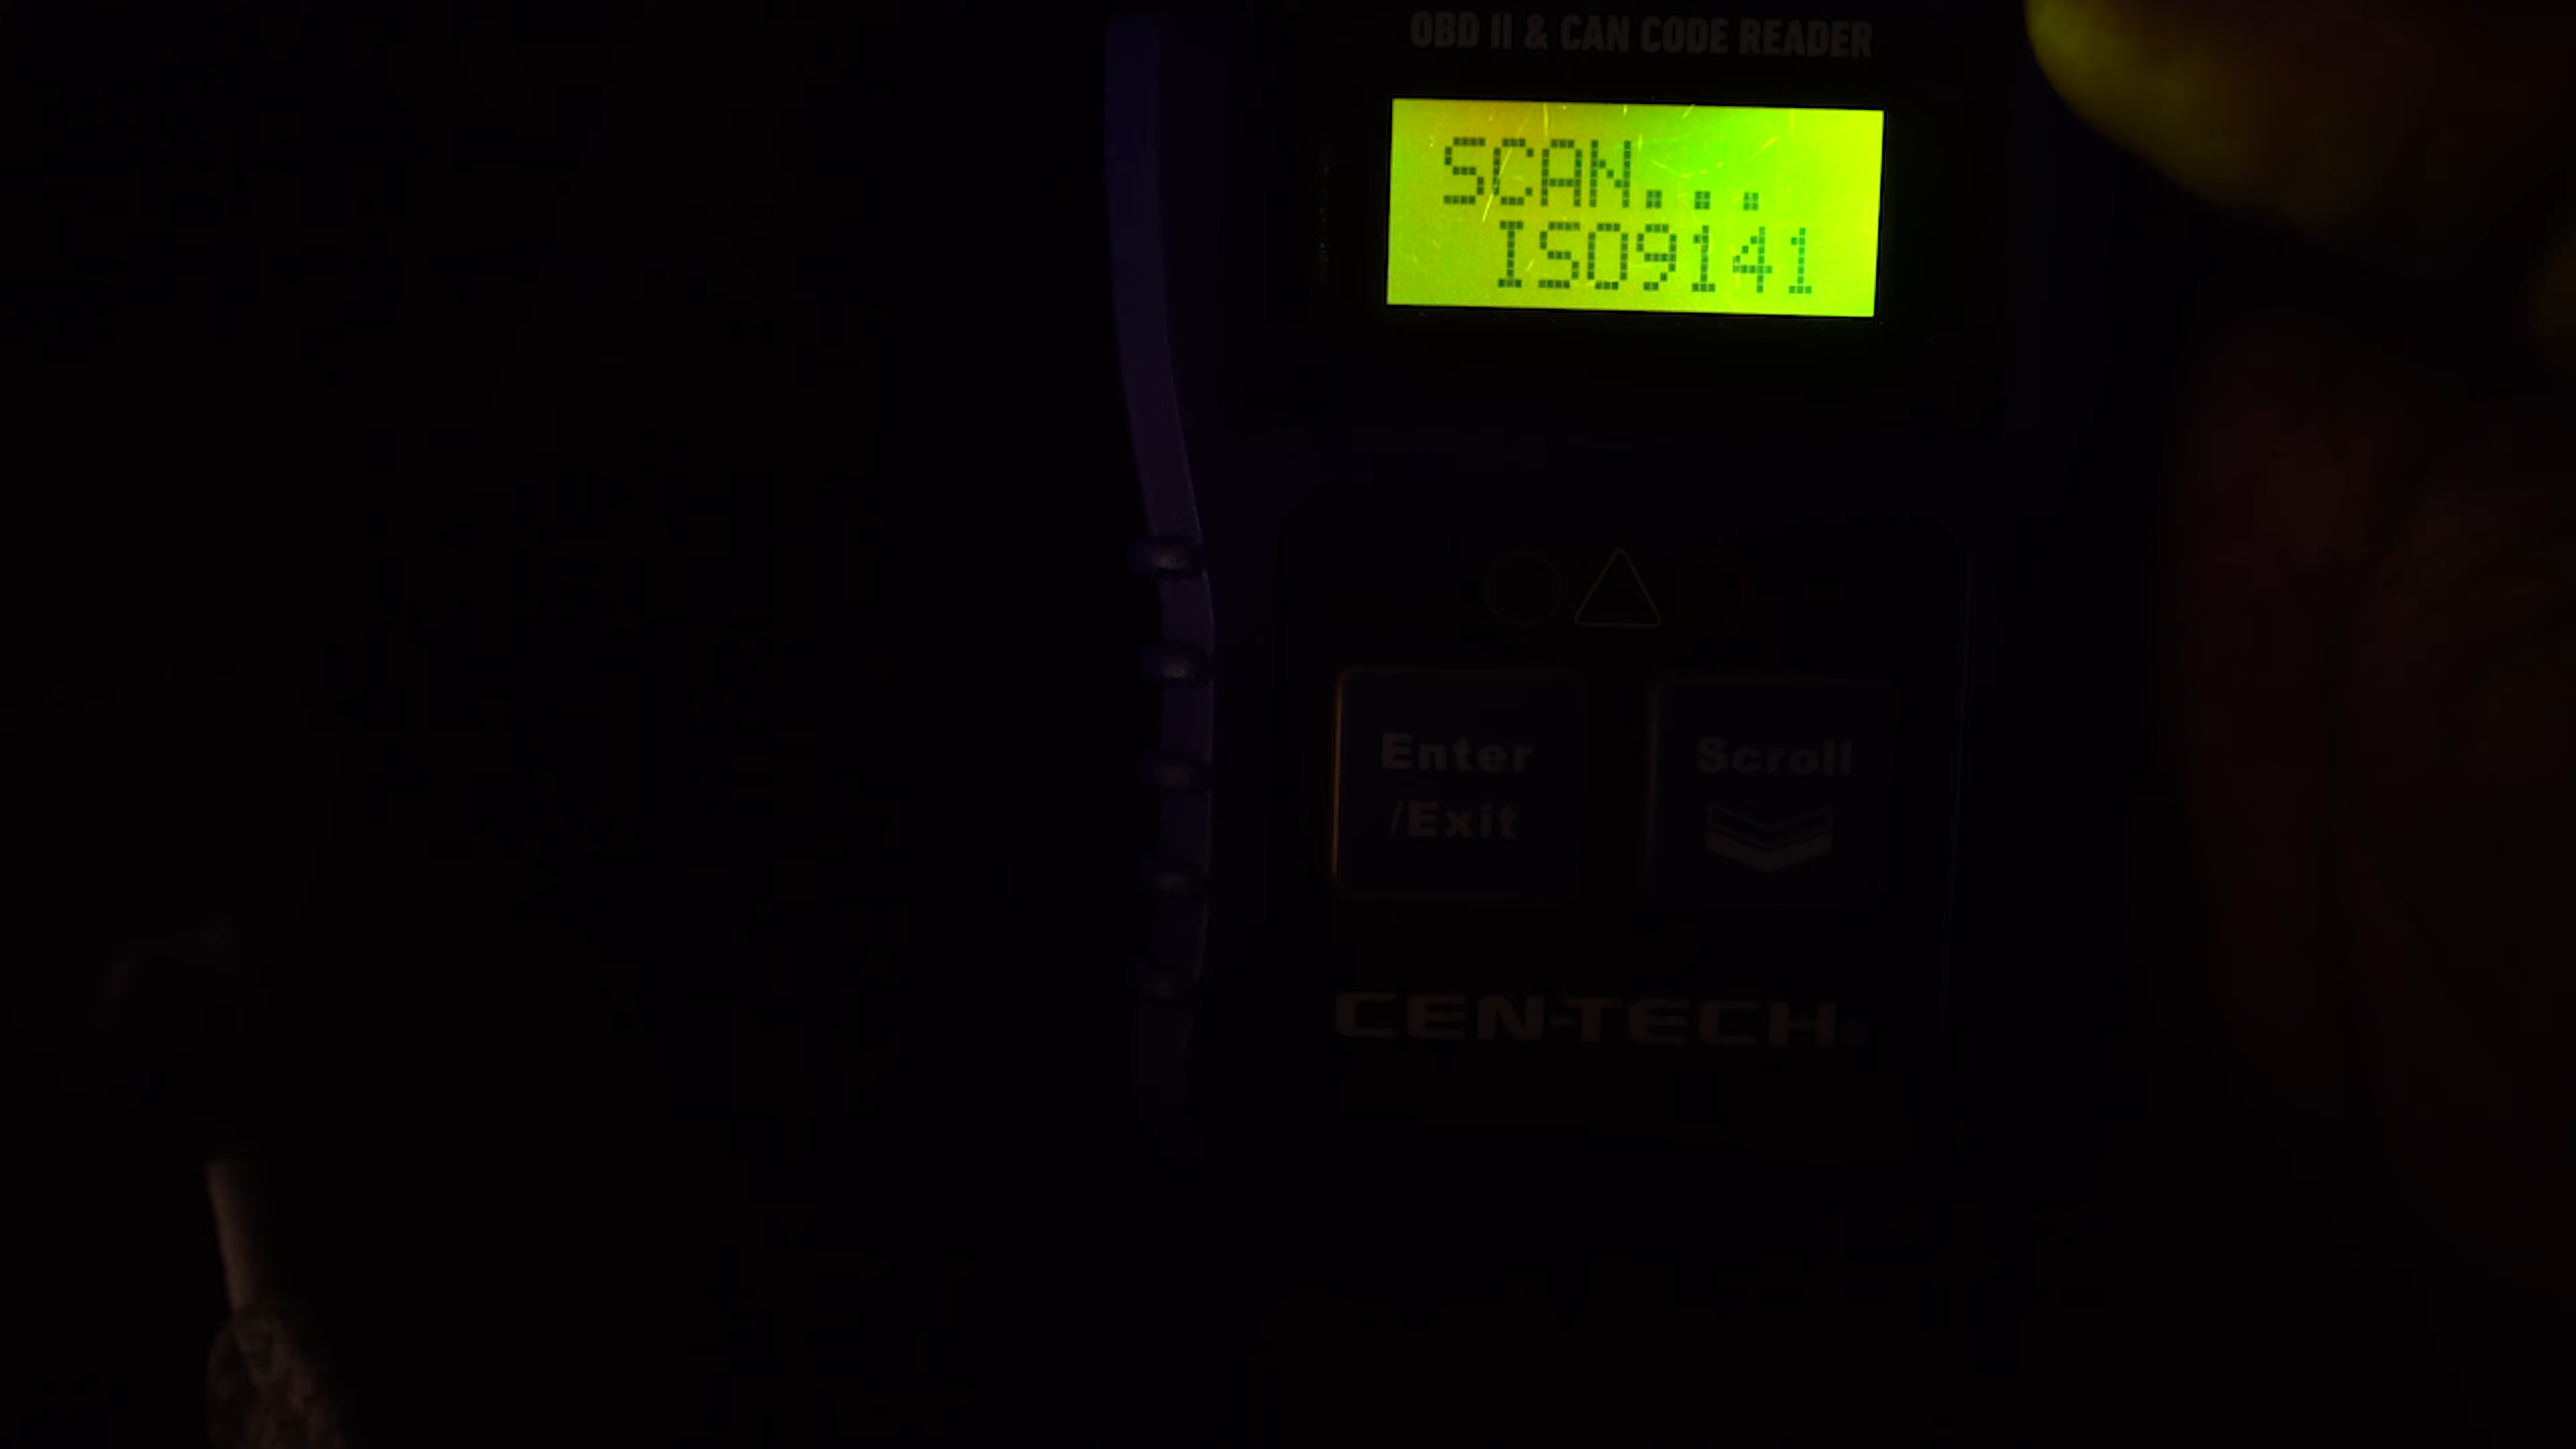 OBD II & CAN CODE READER
SCAN...
ISO9141
Enter
/Exit
Scroll
CEN-TECH